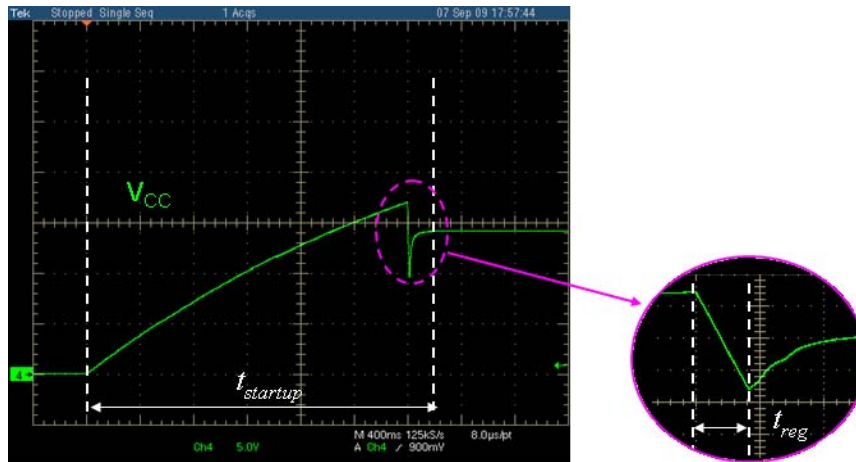 Tek Stopped Single Seq 1 Acqs 07 Sep 09 17:57:44
VCC
4
tstartup
treg
M 400ms 125kS/s 8.0µs/pt
Ch4 5.0V A Ch4 ∕ 900mV